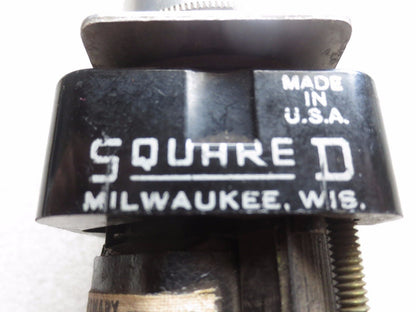 MADE
IN
U.S.A.
SQUARE D
MILWAUKEE, WIS.